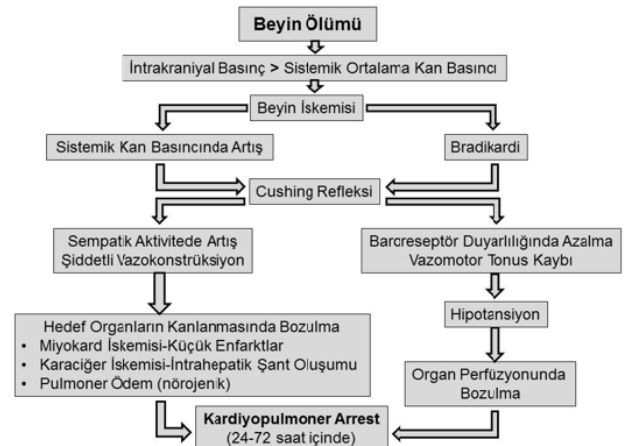 Beyin Ölümü
İntrakraniyal Basınç > Sistemik Ortalama Kan Basıncı
Beyin İskemisi
Sistemik Kan Basıncında Artış
Bradikardi
Cushing Refleksi
Sempatik Aktivitede Artış
Şiddetli Vazokonstrüksiyon
Barcreseptör Duyarlılığında Azalma
Vazomotor Tonus Kaybı
Hipotansiyon
Hedef Organların Kanlanmasında Bozulma
• Miyokard İskemisi-Küçük Enfarktlar
• Karaciğer İskemisi-İntrahepatik Şant Oluşumu
• Pulmoner Ödem (nörojenik)
Organ Perfüzyonunda
Bozulma
Kardiyopulmoner Arrest
(24-72 saat içinde)